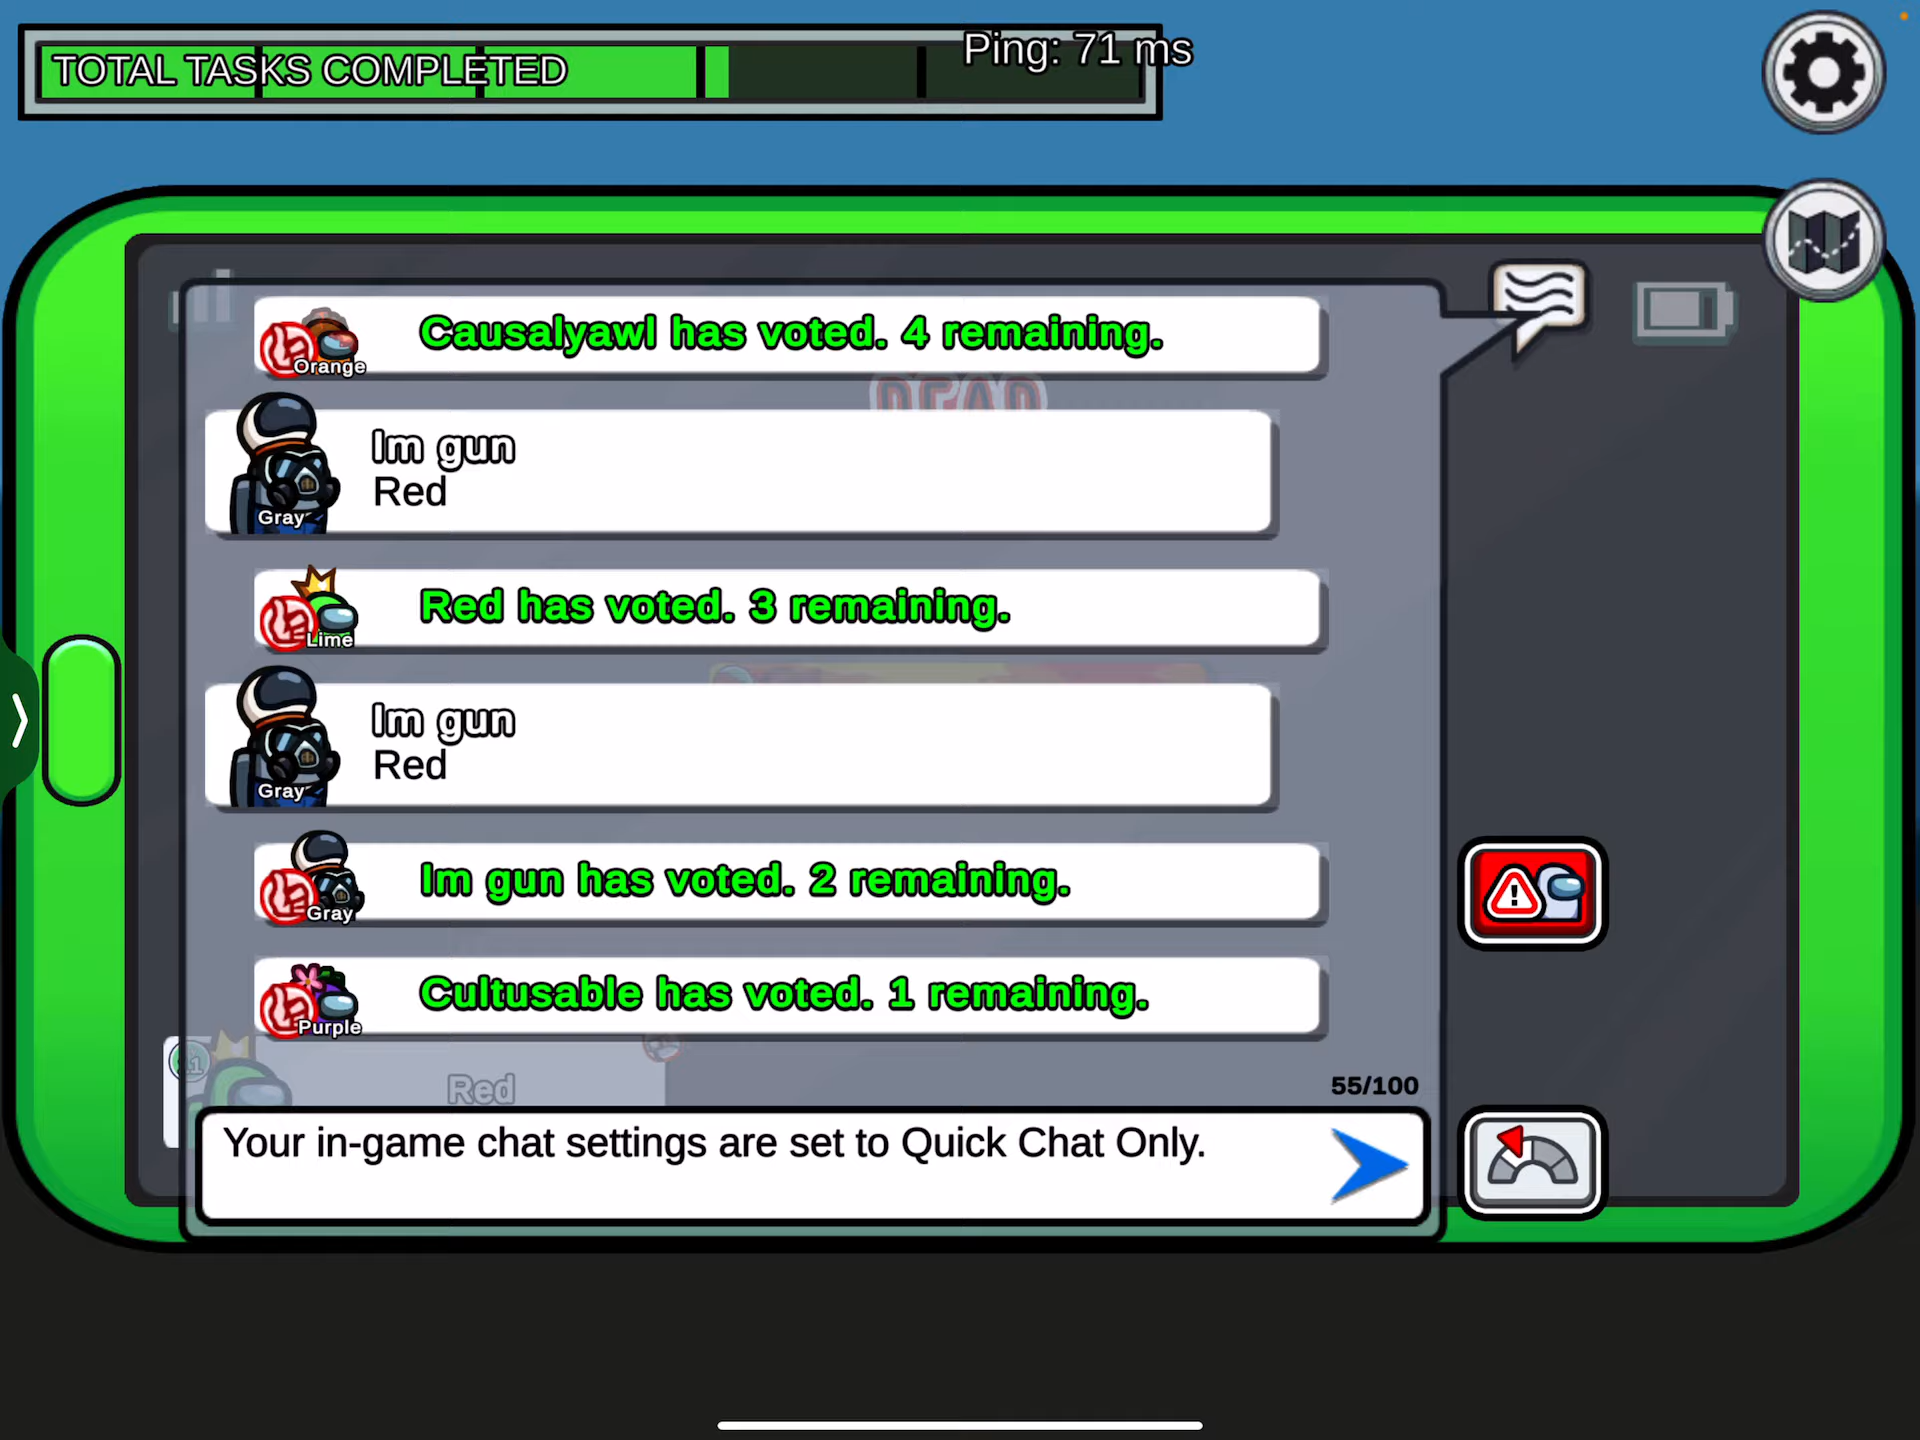 TOTAL TASKS COMPLETED
Ping: 71 ms
Causalyawl has voted. 4 remaining.
Orange
DEAD
Im gun
Red
Gray
Red has voted. 3 remaining.
Lime
Im gun
Red
Gray
Im gun has voted. 2 remaining.
Gray
Cultusable has voted. 1 remaining.
Purple
Red
55/100
Your in-game chat settings are set to Quick Chat Only.